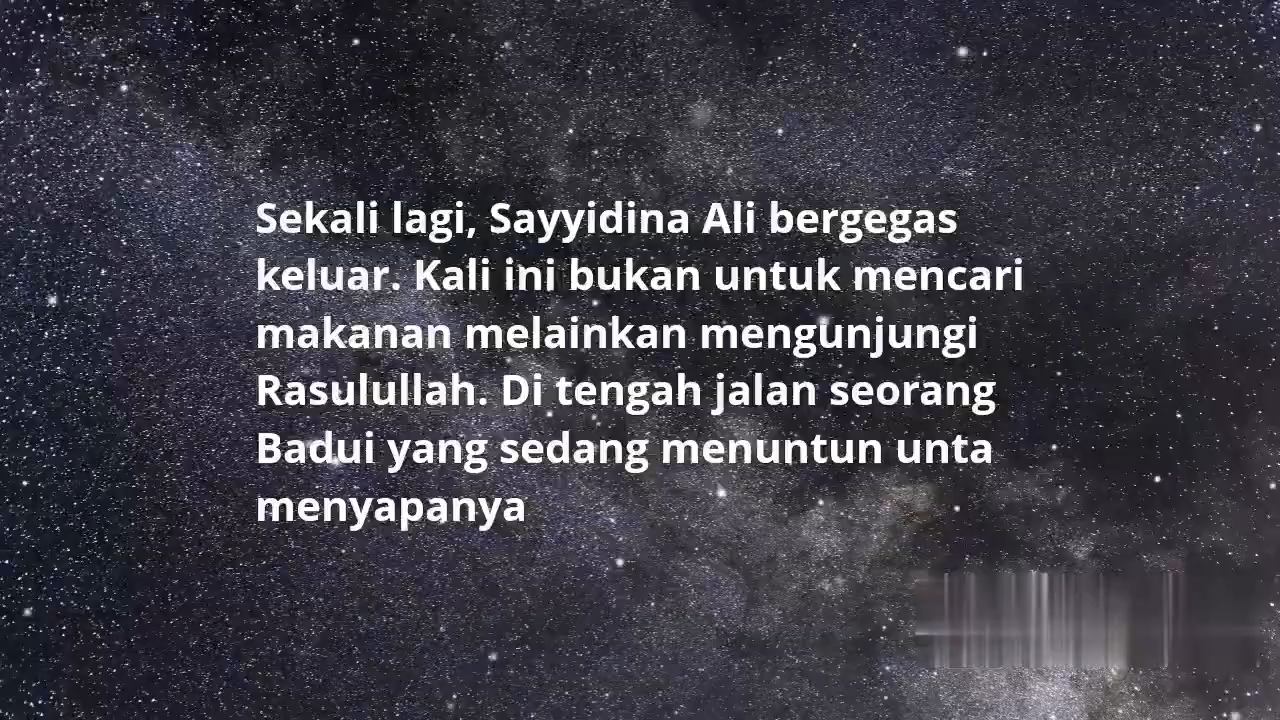 Sekali lagi, Sayyidina Ali bergegas
keluar. Kali ini bukan untuk mencari
makanan melainkan mengunjungi
Rasulullah. Di tengah jalan seorang
Badui yang sedang menuntun unta
menyapanya